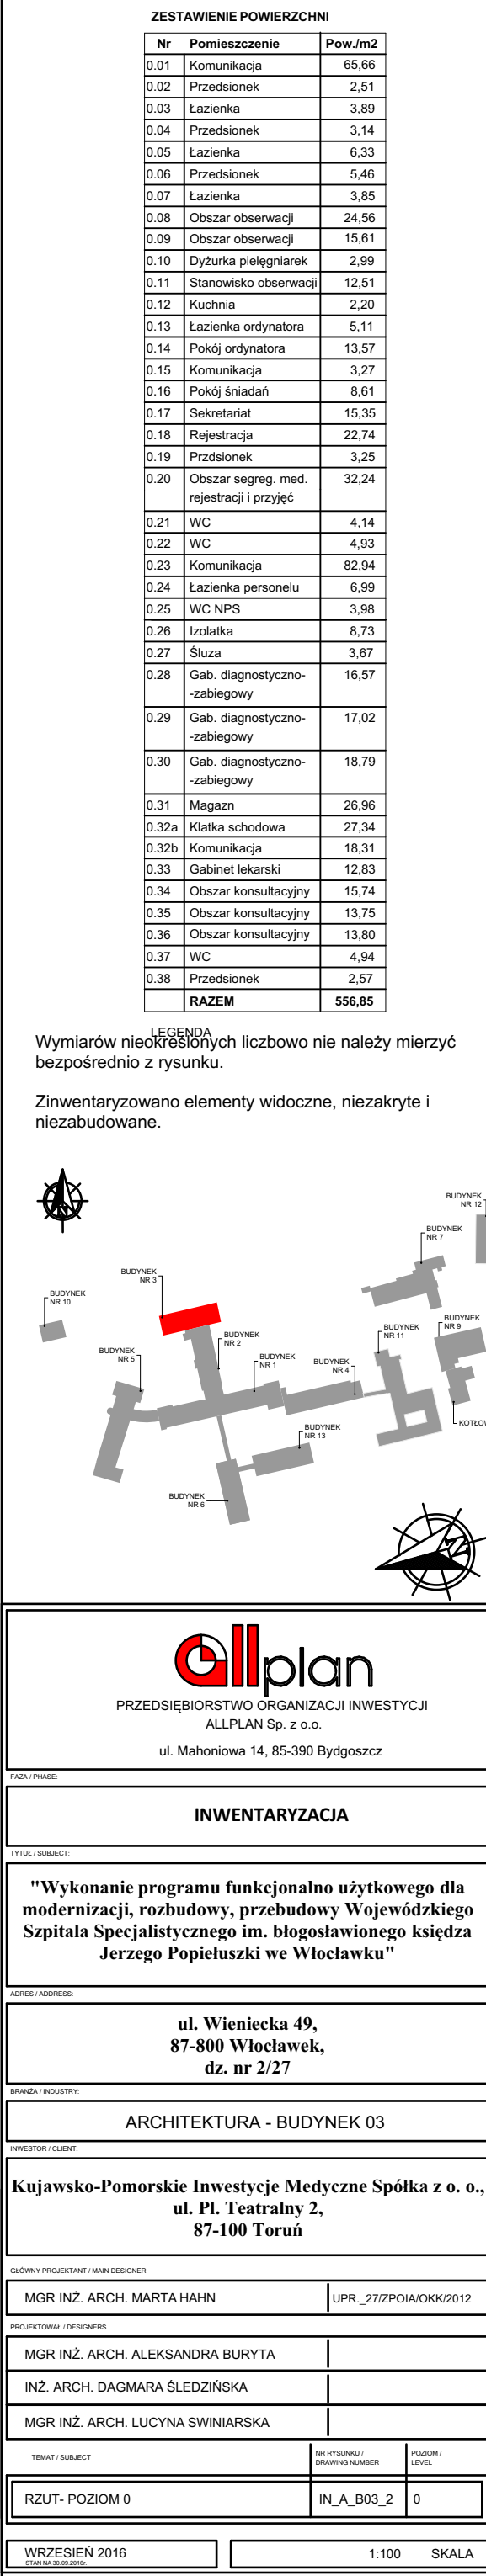 ZESTAWIENIE POWIERZCHNI
Nr Pomieszczenie Pow./m2
0.01 Komunikacja 65,66
0.02 Przedsionek 2,51
0.03 Łazienka 3,89
0.04 Przedsionek 3,14
0.05 Łazienka 6,33
0.06 Przedsionek 5,46
0.07 Łazienka 3,85
0.08 Obszar obserwacji 24,56
0.09 Obszar obserwacji 15,61
0.10 Dyżurka pielęgniarek 2,99
0.11 Stanowisko obserwacji 12,51
0.12 Kuchnia 2,20
0.13 Łazienka ordynatora 5,11
0.14 Pokój ordynatora 13,57
0.15 Komunikacja 3,27
0.16 Pokój śniadań 8,61
0.17 Sekretariat 15,35
0.18 Rejestracja 22,74
0.19 Przdsionek 3,25
0.20 Obszar segreg. med. 32,24
rejestracji i przyjęć
0.21 WC 4,14
0.22 WC 4,93
0.23 Komunikacja 82,94
0.24 Łazienka personelu 6,99
0.25 WC NPS 3,98
0.26 Izolatka 8,73
0.27 Śluza 3,67
0.28 Gab. diagnostyczno- 16,57
-zabiegowy
0.29 Gab. diagnostyczno- 17,02
-zabiegowy
0.30 Gab. diagnostyczno- 18,79
-zabiegowy
0.31 Magazn 26,96
0.32a Klatka schodowa 27,34
0.32b Komunikacja 18,31
0.33 Gabinet lekarski 12,83
0.34 Obszar konsultacyjny 15,74
0.35 Obszar konsultacyjny 13,75
0.36 Obszar konsultacyjny 13,80
0.37 WC 4,94
0.38 Przedsionek 2,57
RAZEM 556,85
LEGENDA
Wymiarów nieokreślonych liczbowo nie należy mierzyć
bezpośrednio z rysunku.
Zinwentaryzowano elementy widoczne, niezakryte i
niezabudowane.
BUDYNEK
NR 12
BUDYNEK
NR 7
BUDYNEK
NR 3
BUDYNEK
NR 10
BUDYNEK
NR 9
BUDYNEK
NR 11
BUDYNEK
NR 2
BUDYNEK
NR 5
BUDYNEK
NR 1
BUDYNEK
NR 4
KOTŁOW
BUDYNEK
NR 13
BUDYNEK
NR 6
allplan
PRZEDSIĘBIORSTWO ORGANIZACJI INWESTYCJI
ALLPLAN Sp. z o.o.
ul. Mahoniowa 14, 85-390 Bydgoszcz
FAZA / PHASE:
INWENTARYZACJA
TYTUŁ / SUBJECT:
"Wykonanie programu funkcjonalno użytkowego dla
modernizacji, rozbudowy, przebudowy Wojewódzkiego
Szpitala Specjalistycznego im. błogosławionego księdza
Jerzego Popiełuszki we Włocławku"
ADRES / ADDRESS:
ul. Wieniecka 49,
87-800 Włocławek,
dz. nr 2/27
BRANŻA / INDUSTRY:
ARCHITEKTURA - BUDYNEK 03
INWESTOR / CLIENT:
Kujawsko-Pomorskie Inwestycje Medyczne Spółka z o. o.,
ul. Pl. Teatralny 2,
87-100 Toruń
GŁÓWNY PROJEKTANT / MAIN DESIGNER
MGR INŻ. ARCH. MARTA HAHN UPR._27/ZPOIA/OKK/2012
PROJEKTOWAŁ / DESIGNERS
MGR INŻ. ARCH. ALEKSANDRA BURYTA
INŻ. ARCH. DAGMARA ŚLEDZIŃSKA
MGR INŻ. ARCH. LUCYNA SWINIARSKA
TEMAT / SUBJECT
NR RYSUNKU /
DRAWING NUMBER
POZIOM /
LEVEL
RZUT- POZIOM 0 IN_A_B03_2 0
WRZESIEŃ 2016 1:100 SKALA
STAN NA 30.09.2016r.